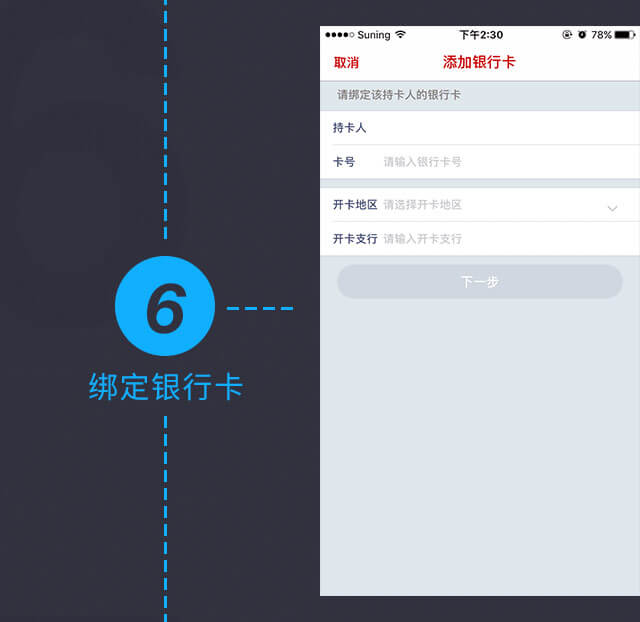 6
绑定银行卡
Suning 下午2:30 78%
取消 添加银行卡
请绑定该持卡人的银行卡
持卡人
卡号 请输入银行卡号
开卡地区 请选择开卡地区
开卡支行 请输入开卡支行
下一步